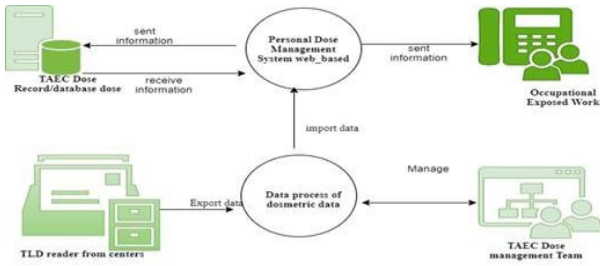 sent
information
Personal Dose
Management
System web_based
sent
information
TAEC Dose
Record/database dose
receive
information
Occupational
Exposed Work
import data
Manage
Data process of
dosmetric data
Export data
TLD reader from centers
TAEC Dose
management Team